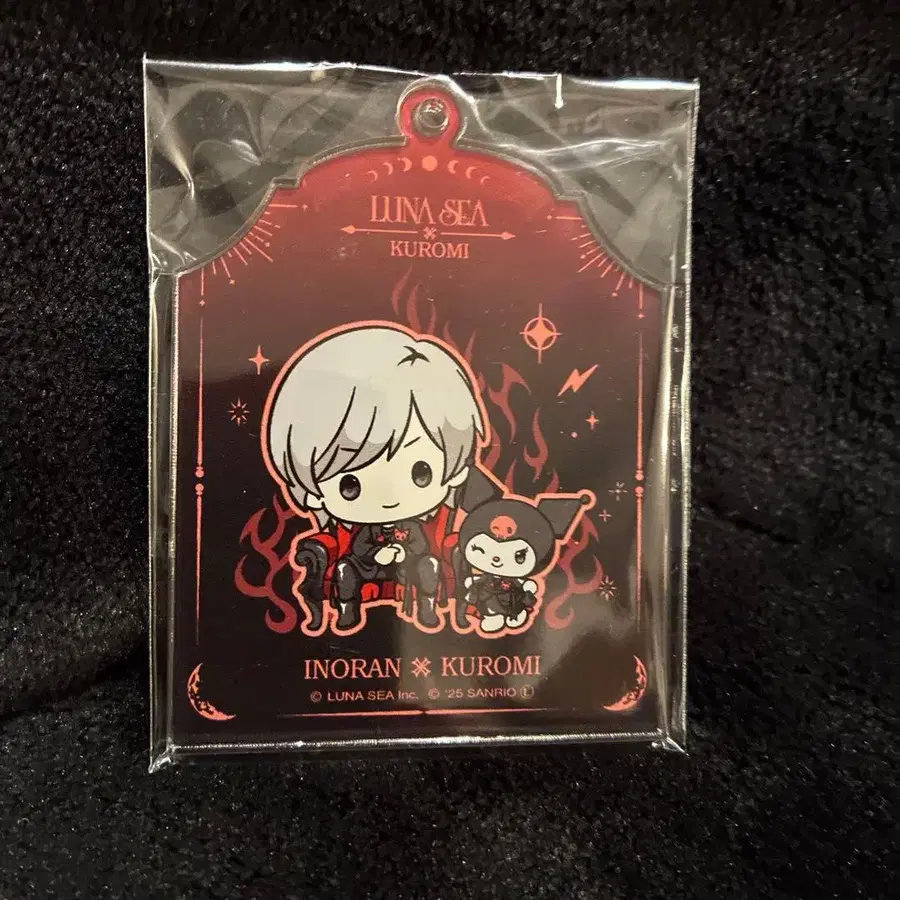 LUNA SEA
×
KUROMI
INORAN × KUROMI
© LUNA SEA Inc. © '25 SANRIO Ⓛ